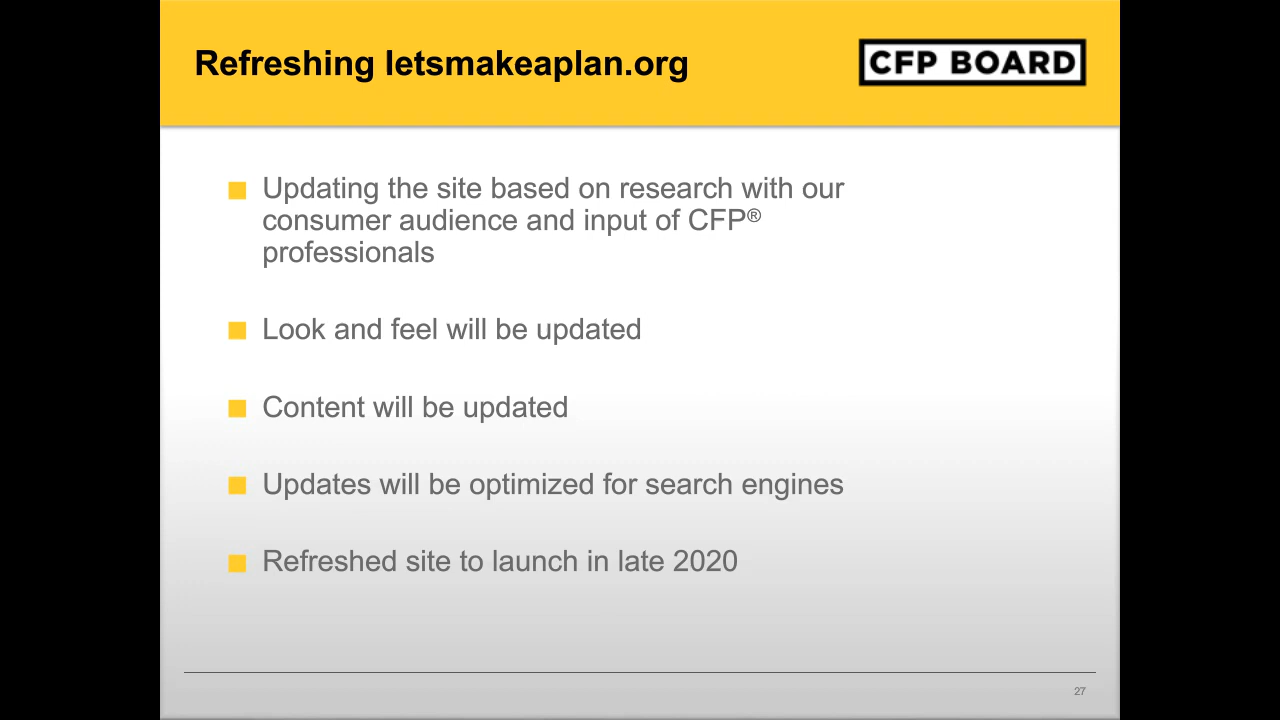 Refreshing letsmakeaplan.org
CFP BOARD
Updating the site based on research with our
consumer audience and input of CFP®
professionals
Look and feel will be updated
Content will be updated
Updates will be optimized for search engines
Refreshed site to launch in late 2020
27